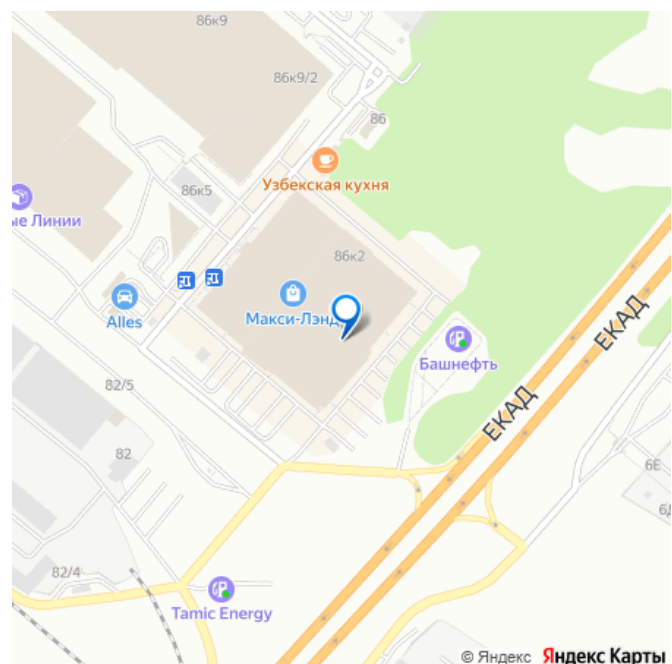 86к9
86к9/2
86
Узбекская кухня
86к5
ые Линии
86к2
Макси-Лэнд
Alles
Башнефть
ЕКАД
ЕКАД
82/5
82
6Е
6Д
82/4
Tamic Energy
© Яндекс Яндекс Карты